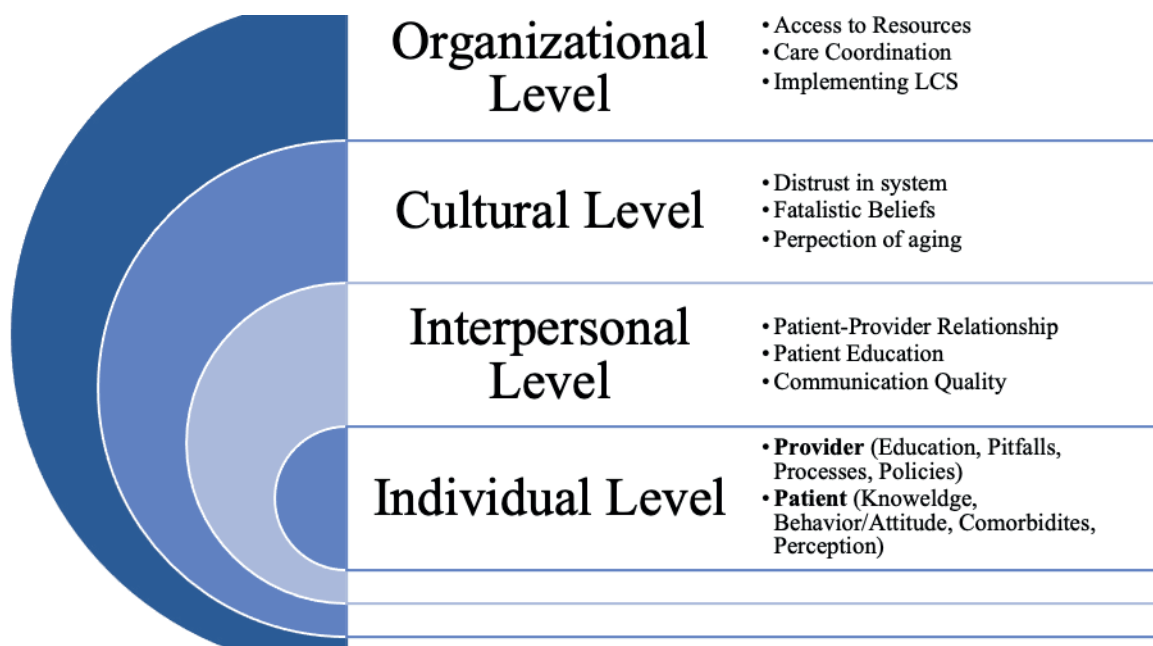 Organizational
Level
• Access to Resources
• Care Coordination
• Implementing LCS
Cultural Level
• Distrust in system
• Fatalistic Beliefs
• Perpection of aging
Interpersonal
Level
• Patient-Provider Relationship
• Patient Education
• Communication Quality
Individual Level
• Provider (Education, Pitfalls,
Processes, Policies)
• Patient (Knoweldge,
Behavior/Attitude, Comorbidites,
Perception)